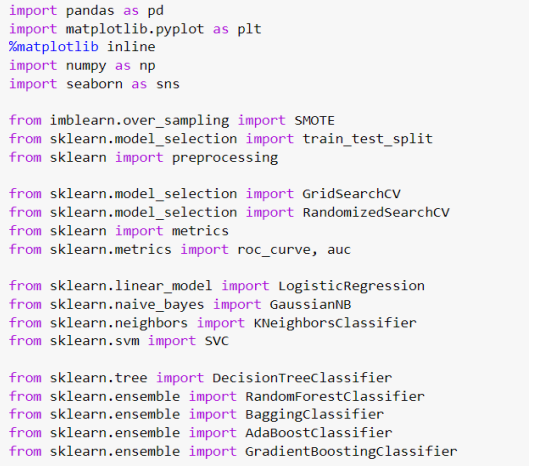 import pandas as pd
import matplotlib.pyplot as plt
%matplotlib inline
import numpy as np
import seaborn as sns
from imblearn.over_sampling import SMOTE
from sklearn.model_selection import train_test_split
from sklearn import preprocessing
from sklearn.model_selection import GridSearchCV
from sklearn.model_selection import RandomizedSearchCV
from sklearn import metrics
from sklearn.metrics import roc_curve, auc
from sklearn.linear_model import LogisticRegression
from sklearn.naive_bayes import GaussianNB
from sklearn.neighbors import KNeighborsClassifier
from sklearn.svm import SVC
from sklearn.tree import DecisionTreeClassifier
from sklearn.ensemble import RandomForestClassifier
from sklearn.ensemble import BaggingClassifier
from sklearn.ensemble import AdaBoostClassifier
from sklearn.ensemble import GradientBoostingClassifier